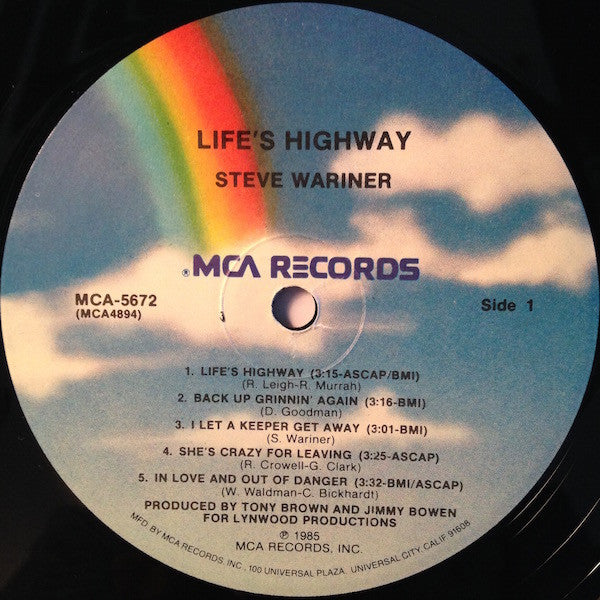 LIFE'S HIGHWAY
STEVE WARINER
® MCA RECORDS
MCA-5672
(MCA4894)
Side 1
1. LIFE'S HIGHWAY (3:15-ASCAP/BMI)
(R. Leigh-R. Murrah)
2. BACK UP GRINNIN' AGAIN (3:16-BMI)
(D. Goodman)
3. I LET A KEEPER GET AWAY (3:01-BMI)
(S. Wariner)
4. SHE'S CRAZY FOR LEAVING (3:25-ASCAP)
(R. Crowell-G. Clark)
5. IN LOVE AND OUT OF DANGER (3:32-BMI/ASCAP)
(W. Waldman-C. Bickhardt)
PRODUCED BY TONY BROWN AND JIMMY BOWEN
FOR LYNWOOD PRODUCTIONS
℗ 1985
MCA RECORDS, INC.
MFD BY MCA RECORDS, INC., 100 UNIVERSAL PLAZA, UNIVERSAL CITY, CALIF 91608